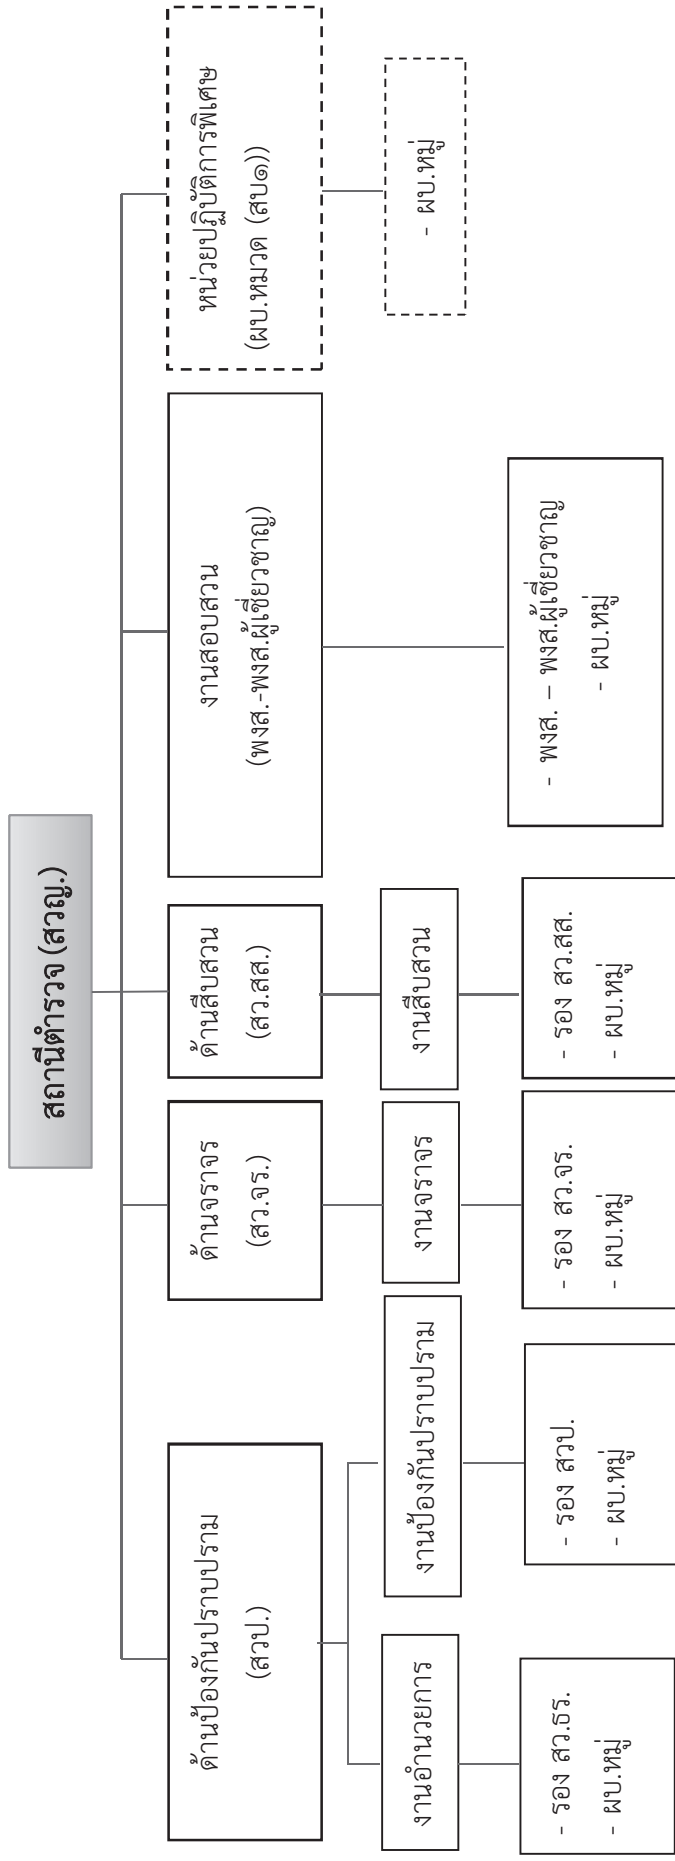 สถานีตำรวจ (สวญ.)
ด้านป้องกันปราบปราม
(สวป.)
ด้านจราจร
(สว.จร.)
ด้านสืบสวน
(สว.สส.)
งานสอบสวน
(พงส.-พงส.ผู้เชี่ยวชาญ)
หน่วยปฏิบัติการพิเศษ
(ผบ.หมวด (สบ๑))
งานอำนวยการ
งานป้องกันปราบปราม
งานจราจร
งานสืบสวน
- ผบ.หมู่
- รอง สว.ธร.
- ผบ.หมู่
- รอง สวป.
- ผบ.หมู่
- รอง สว.จร.
- ผบ.หมู่
- รอง สว.สส.
- ผบ.หมู่
- พงส. – พงส.ผู้เชี่ยวชาญ
- ผบ.หมู่